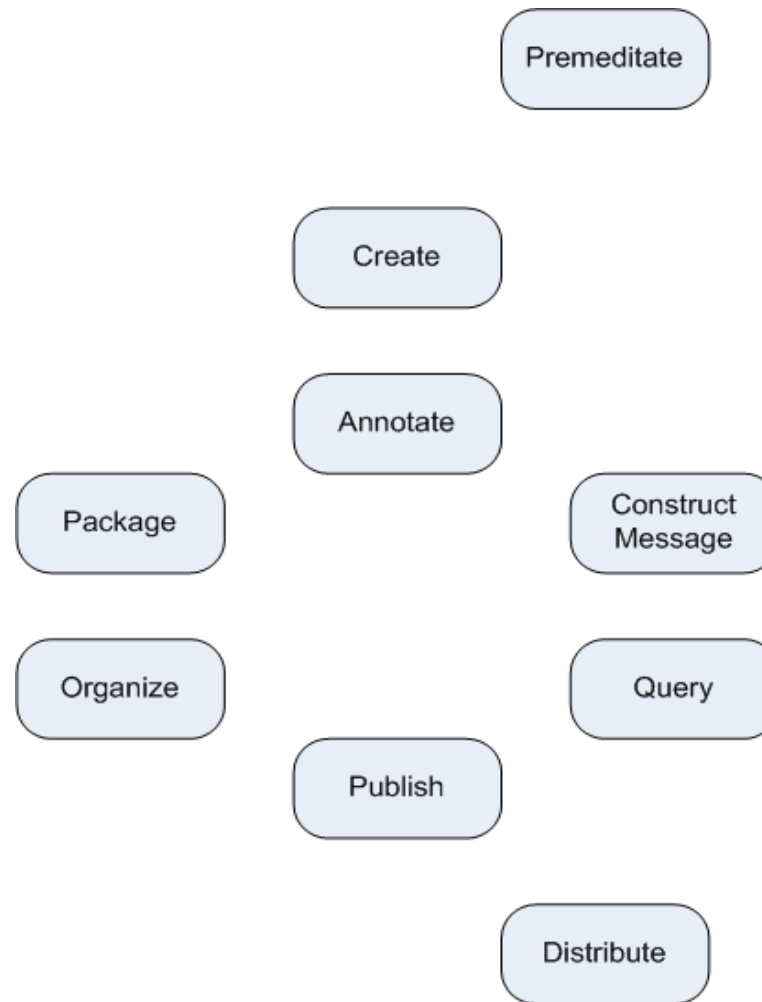 Premeditate
Create
Annotate
Package
Construct
Message
Organize
Query
Publish
Distribute